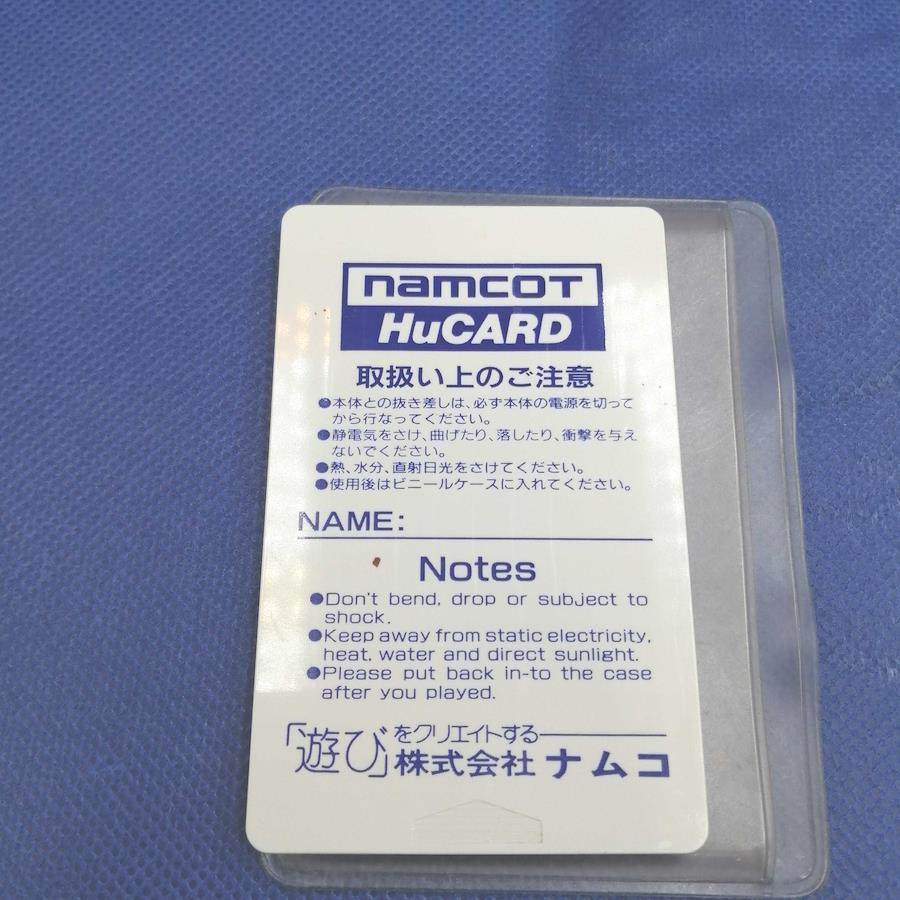 namcoT
HuCARD
取扱い上のご注意
●本体との抜き差しは、必ず本体の電源を切って
から行なってください。
●静電気をさけ、曲げたり、落したり、衝撃を与え
ないでください。
●熱、水分、直射日光をさけてください。
●使用後はビニールケースに入れてください。
NAME:
Notes
●Don't bend, drop or subject to
shock.
●Keep away from static electricity,
heat, water and direct sunlight.
●Please put back in-to the case
after you played.
「遊び」をクリエイトする
株式会社ナムコ